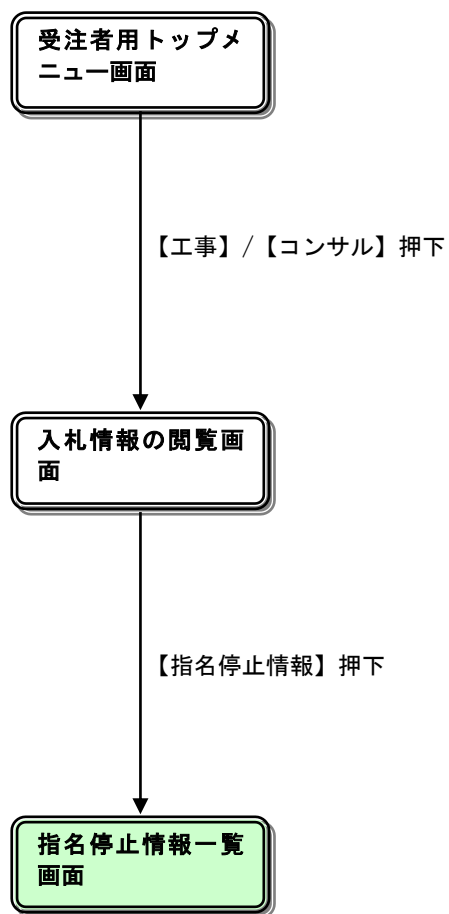 受注者用トップメ
ニュー画面
【工事】/【コンサル】押下
入札情報の閲覧画
面
【指名停止情報】押下
指名停止情報一覧
画面